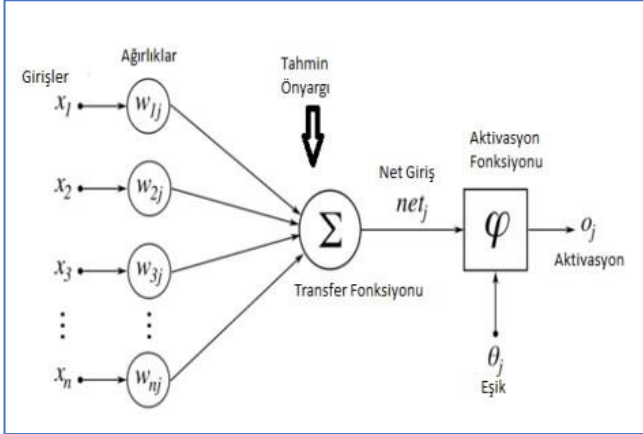 Girişler
Ağırlıklar
Tahmin
Önyargı
x₁
w₁ⱼ
x₂
w₂ⱼ
x₃
w₃ⱼ
⋮
⋮
xₙ
wₙⱼ
Σ
Transfer Fonksiyonu
Net Giriş
netⱼ
Aktivasyon
Fonksiyonu
φ
oⱼ
Aktivasyon
θⱼ
Eşik